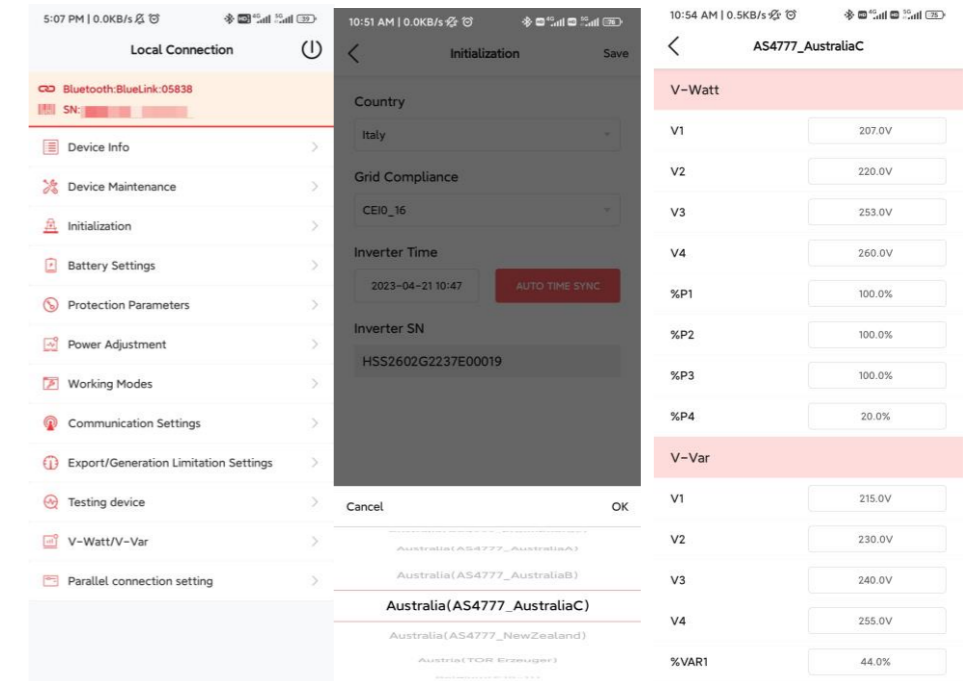 5:07 PM | 0.0KB/s
39
Local Connection
Bluetooth:BlueLink:05838
SN:
Device Info
Device Maintenance
Initialization
Battery Settings
Protection Parameters
Power Adjustment
Working Modes
Communication Settings
Export/Generation Limitation Settings
Testing device
V-Watt/V-Var
Parallel connection setting
10:51 AM | 0.0KB/s
76
Initialization
Save
Country
Italy
Grid Compliance
CEI0_16
Inverter Time
2023-04-21 10:47
AUTO TIME SYNC
Inverter SN
HSS2602G2237E00019
Cancel
OK
Australia(AS4777_AustraliaA)
Australia(AS4777_AustraliaB)
Australia(AS4777_AustraliaC)
Australia(AS4777_NewZealand)
Austria(TOR Erzeuger)
10:54 AM | 0.5KB/s
75
AS4777_AustraliaC
V-Watt
V1 207.0V
V2 220.0V
V3 253.0V
V4 260.0V
%P1 100.0%
%P2 100.0%
%P3 100.0%
%P4 20.0%
V-Var
V1 215.0V
V2 230.0V
V3 240.0V
V4 255.0V
%VAR1 44.0%